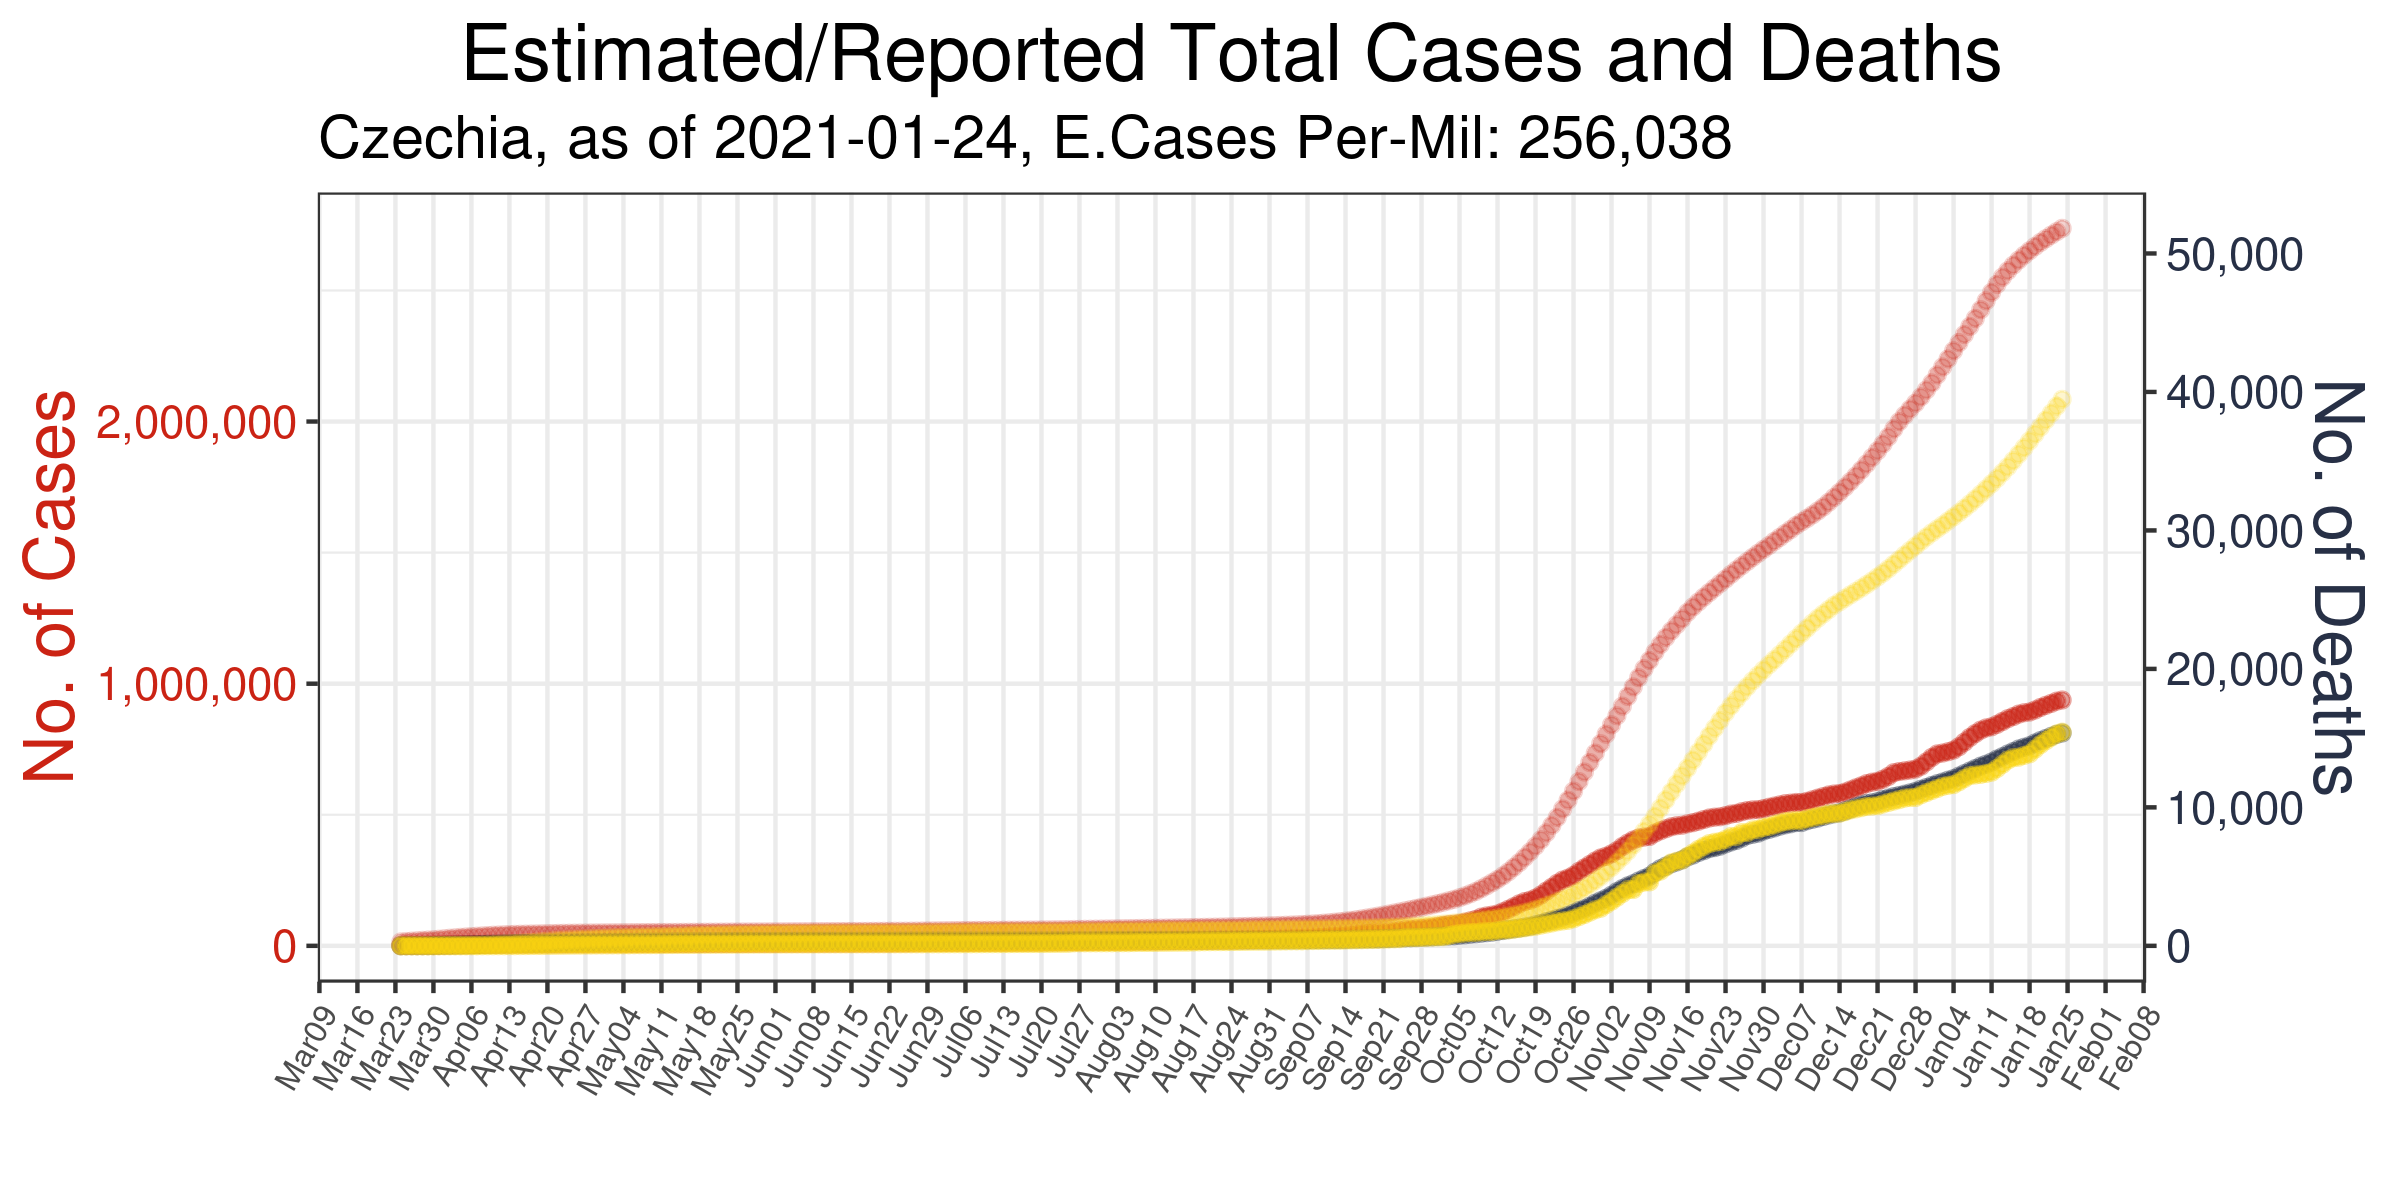 Estimated/Reported Total Cases and Deaths
Czechia, as of 2021-01-24, E.Cases Per-Mil: 256,038
No. of Cases
2,000,000
1,000,000
0
50,000
40,000
30,000
20,000
10,000
0
No. of Deaths
Mar09
Mar16
Mar23
Mar30
Apr06
Apr13
Apr20
Apr27
May04
May11
May18
May25
Jun01
Jun08
Jun15
Jun22
Jun29
Jul06
Jul13
Jul20
Jul27
Aug03
Aug10
Aug17
Aug24
Aug31
Sep07
Sep14
Sep21
Sep28
Oct05
Oct12
Oct19
Oct26
Nov02
Nov09
Nov16
Nov23
Nov30
Dec07
Dec14
Dec21
Dec28
Jan04
Jan11
Jan18
Jan25
Feb01
Feb08